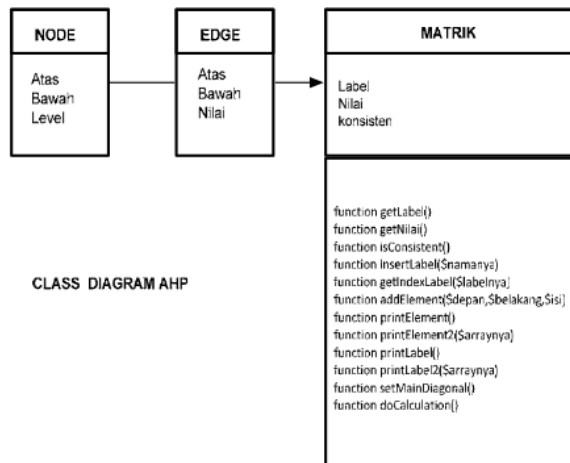 NODE
Atas
Bawah
Level
EDGE
Atas
Bawah
Nilai
MATRIK
Label
Nilai
konsisten
function getLabel()
function getNilai()
function isConsistent()
function insertLabel($namanya)
function getIndexLabel($labelnya)
function addElement($depan,$belakang,$isi)
function printElement()
function printElement2($arraynya)
function printLabel()
function printLabel2($arraynya)
function setMainDiagonal()
function doCalculation()
CLASS DIAGRAM AHP